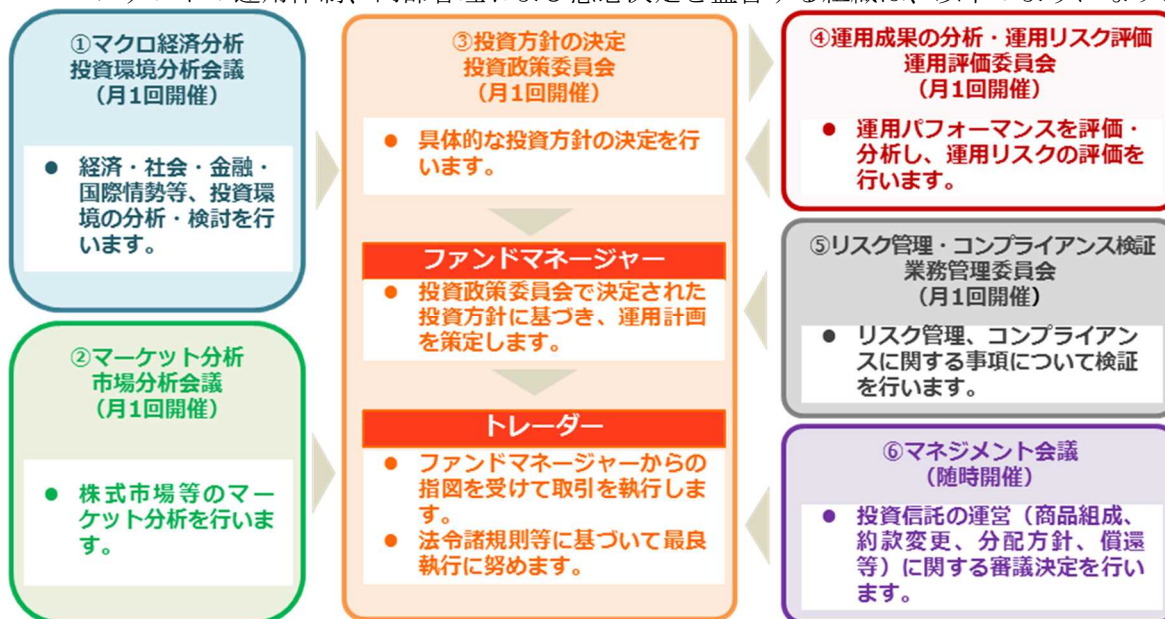 ①マクロ経済分析
投資環境分析会議
(月1回開催)
● 経済・社会・金融・
国際情勢等、投資環
境の分析・検討を行
います。
②マーケット分析
市場分析会議
(月1回開催)
● 株式市場等のマー
ケット分析を行いま
す。
③投資方針の決定
投資政策委員会
(月1回開催)
● 具体的な投資方針の決定を行
います。
ファンドマネージャー
● 投資政策委員会で決定された
投資方針に基づき、運用計画
を策定します。
トレーダー
● ファンドマネージャーからの
指図を受けて取引を執行しま
す。
● 法令諸規則等に基づいて最良
執行に努めます。
④運用成果の分析・運用リスク評価
運用評価委員会
(月1回開催)
● 運用パフォーマンスを評価・
分析し、運用リスクの評価を
行います。
⑤リスク管理・コンプライアンス検証
業務管理委員会
(月1回開催)
● リスク管理、コンプライアン
スに関する事項について検証
を行います。
⑥マネジメント会議
(随時開催)
● 投資信託の運営(商品組成、
約款変更、分配方針、償還
等)に関する審議決定を行い
ます。